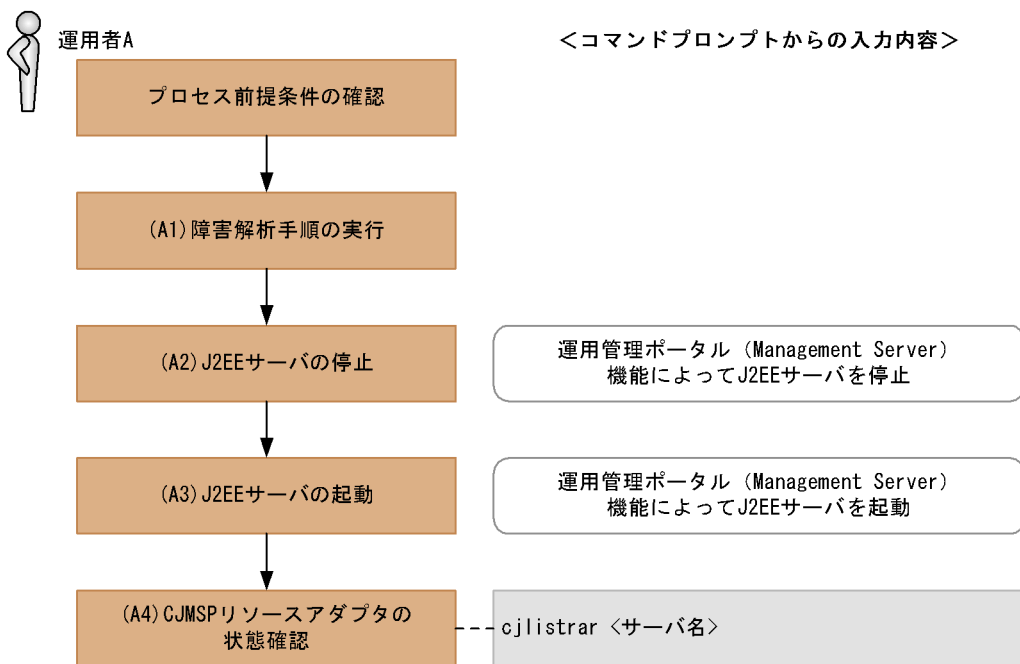 運用者A
<コマンドプロンプトからの入力内容>
プロセス前提条件の確認
(A1)障害解析手順の実行
(A2)J2EEサーバの停止
運用管理ポータル（Management Server）
機能によってJ2EEサーバを停止
(A3)J2EEサーバの起動
運用管理ポータル（Management Server）
機能によってJ2EEサーバを起動
(A4)CJMSPリソースアダプタの
状態確認
cjlistrar <サーバ名>